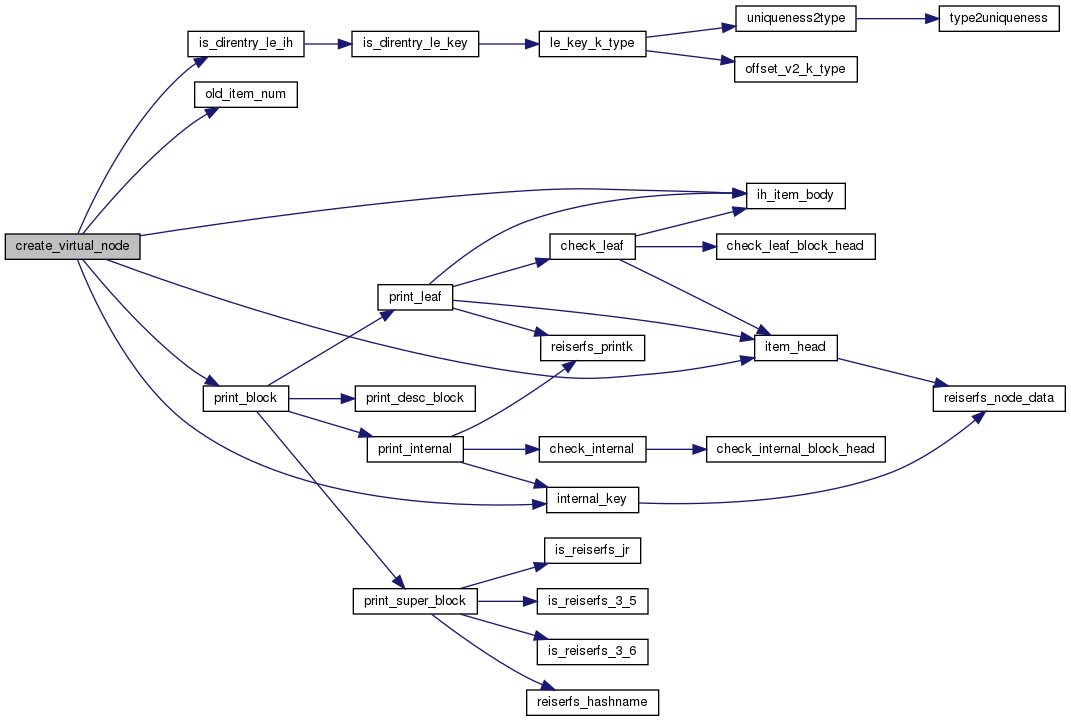 uniqueness2type
type2uniqueness
is_direntry_le_ih
is_direntry_le_key
le_key_k_type
offset_v2_k_type
old_item_num
ih_item_body
create_virtual_node
check_leaf
check_leaf_block_head
print_leaf
reiserfs_printk
item_head
print_block
print_desc_block
reiserfs_node_data
print_internal
check_internal
check_internal_block_head
internal_key
is_reiserfs_jr
print_super_block
is_reiserfs_3_5
is_reiserfs_3_6
reiserfs_hashname